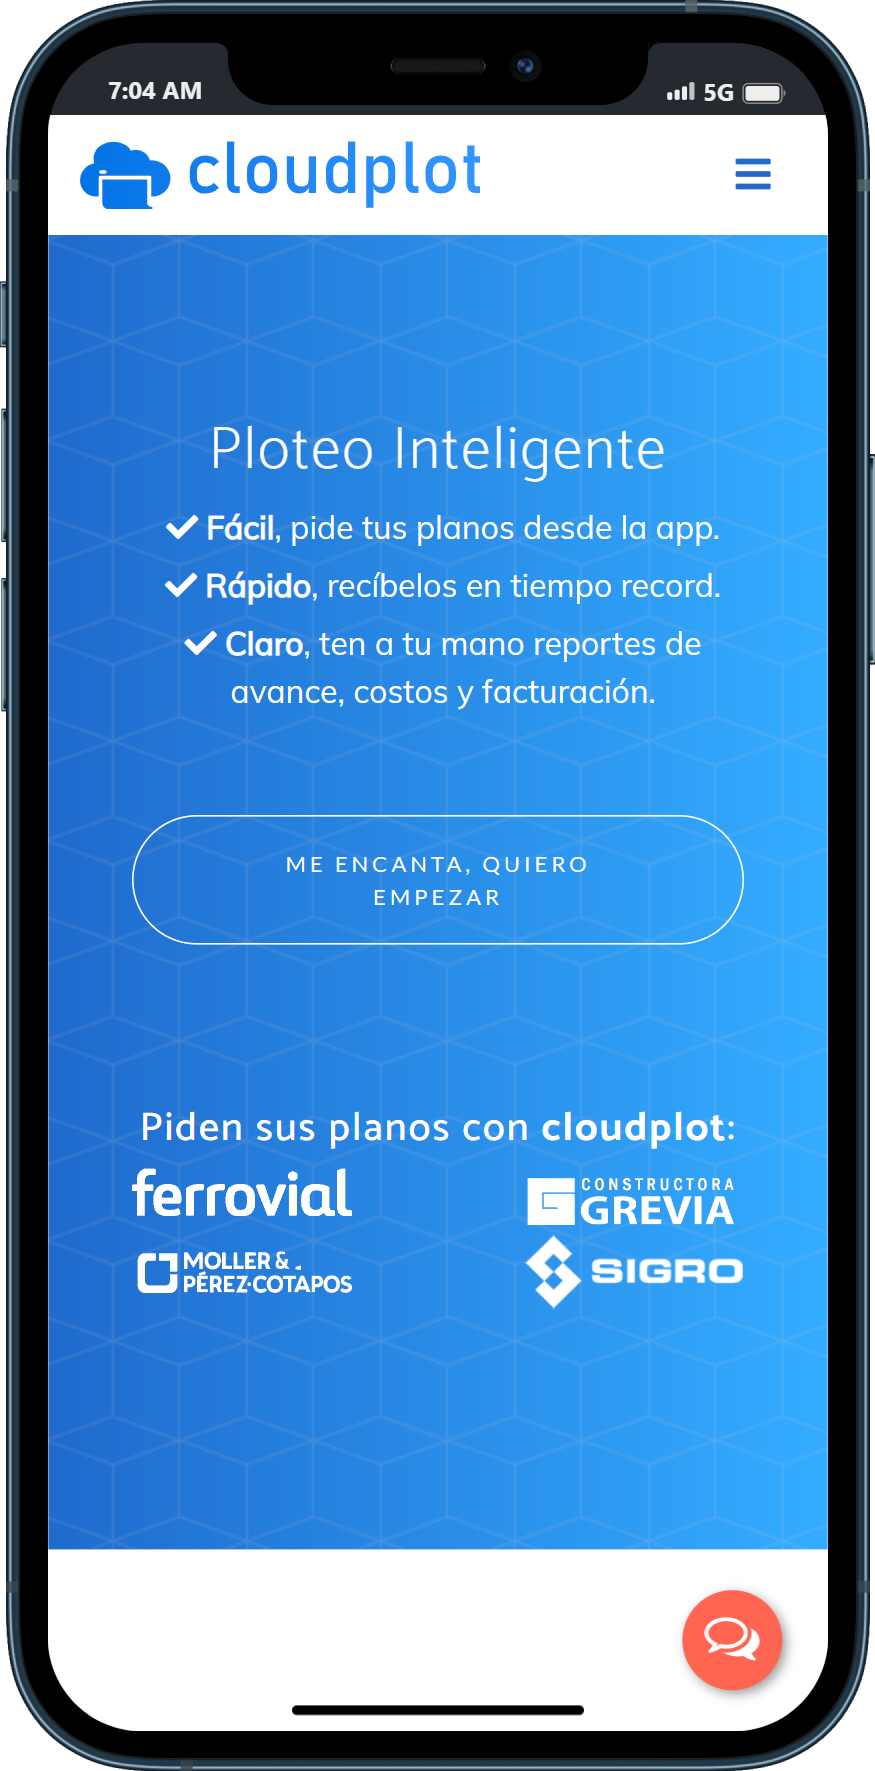 7:04 AM
5G
cloudplot
Ploteo Inteligente
Fácil, pide tus planos desde la app.
Rápido, recíbelos en tiempo record.
Claro, ten a tu mano reportes de
avance, costos y facturación.
ME ENCANTA, QUIERO
EMPEZAR
Piden sus planos con cloudplot:
ferrovial
CONSTRUCTORA
GREVIA
MOLLER &
PÉREZ·COTAPOS
SIGRO